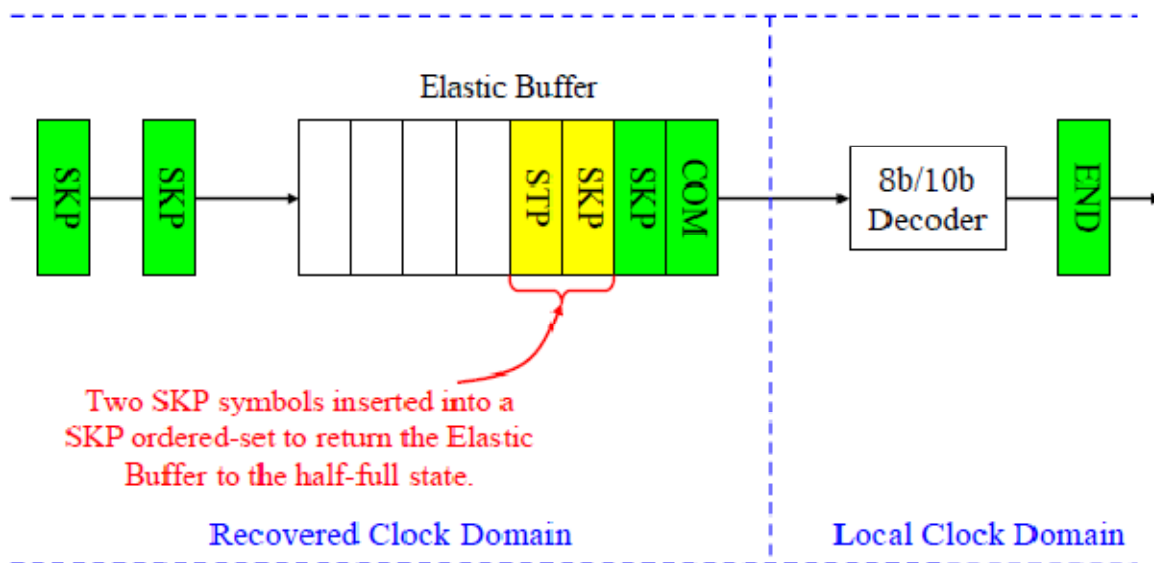 Elastic Buffer
SKP
SKP
STP
SKP
SKP
COM
8b/10b
Decoder
END
Two SKP symbols inserted into a
SKP ordered-set to return the Elastic
Buffer to the half-full state.
Recovered Clock Domain
Local Clock Domain